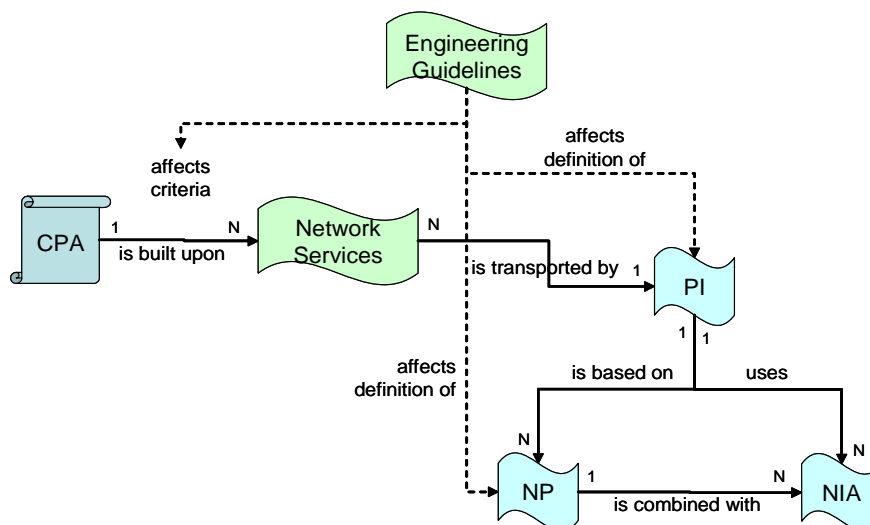 Engineering
Guidelines
affects
definition of
affects
criteria
CPA
1
is built upon
N
Network
Services
N
is transported by
1
PI
1
1
affects
definition of
is based on
uses
N
N
NP
1
is combined with
N
NIA